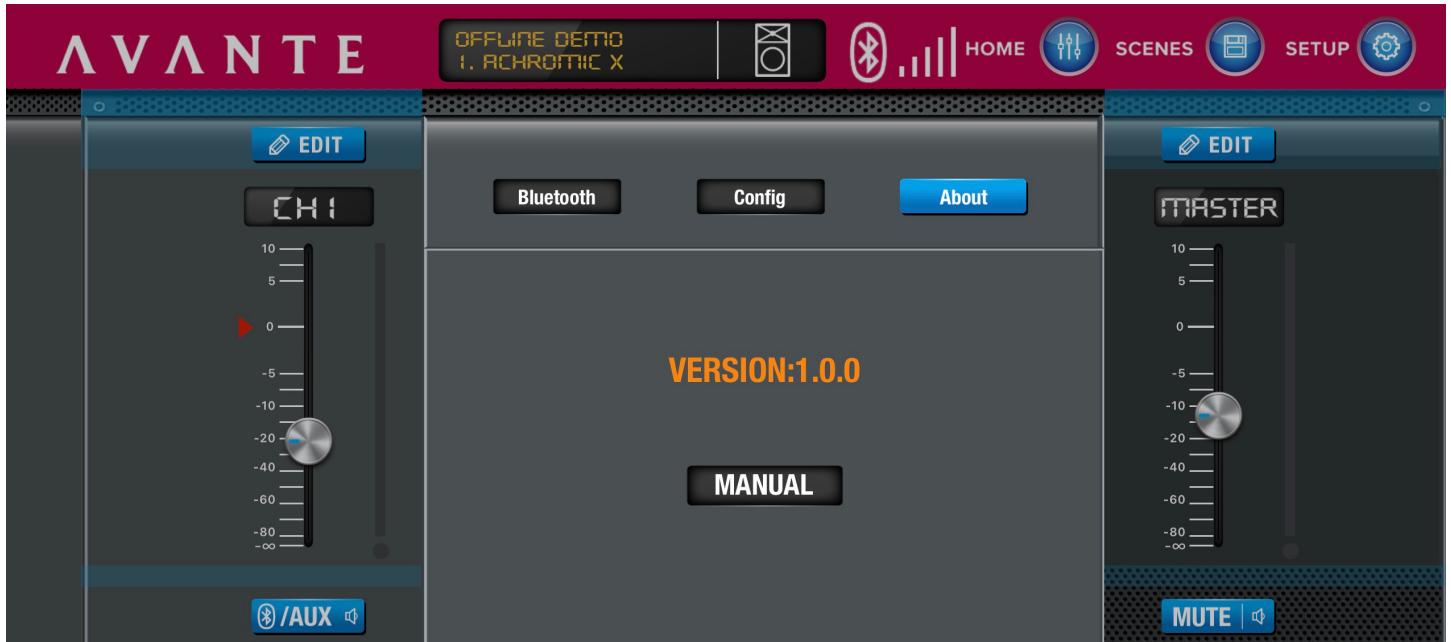 AVANTE
OFFLINE DEMO
1. ACHROMIC X
HOME
SCENES
SETUP
EDIT
CH1
10
5
0
-5
-10
-20
-40
-60
-80
-∞
/AUX
Bluetooth
Config
About
VERSION:1.0.0
MANUAL
EDIT
MASTER
10
5
0
-5
-10
-20
-40
-60
-80
-∞
MUTE